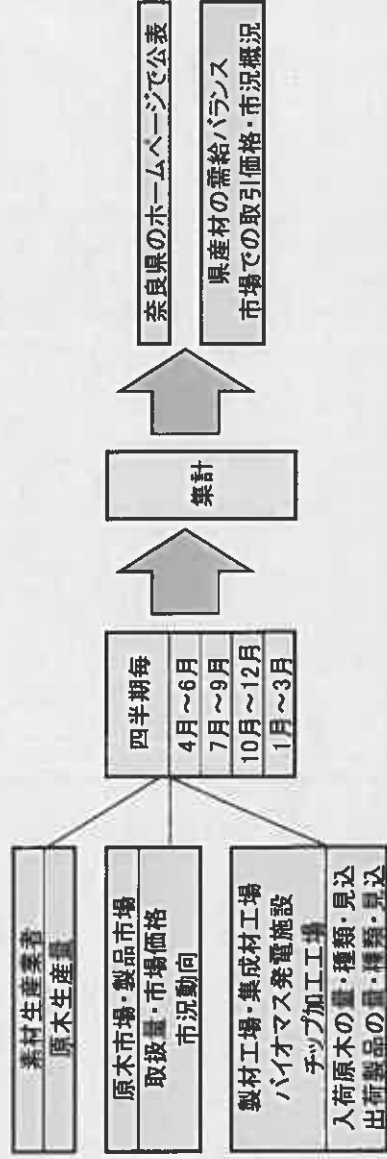 素材生産業者
原木生産量
原木市場・製品市場
取扱量・市場価格
市況動向
製材工場・集成材工場
バイオマス発電施設
チップ加工工場
入荷原木の量・種類・見込
出荷製品の量・種類・見込
四半期毎
4月～6月
7月～9月
10月～12月
1月～3月
集計
奈良県のホームページで公表
県産材の需給バランス
市場での取引価格・市況概況